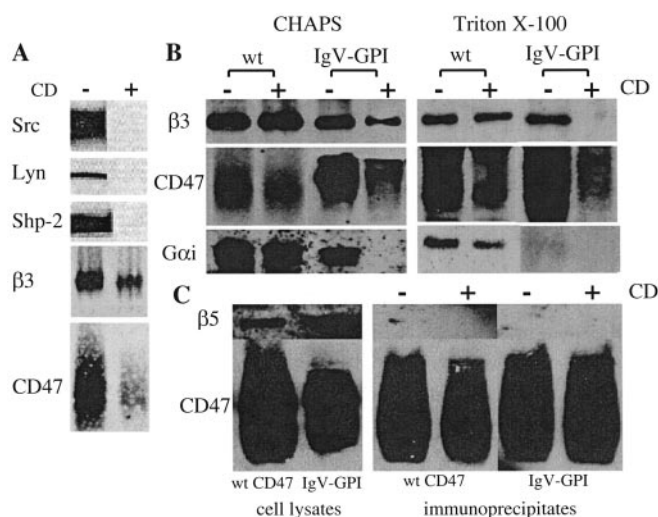 CHAPS Triton X-100
A B wt IgV-GPI wt IgV-GPI
CD - + - + - + - + - + CD
Src
β3
Lyn
CD47
Shp-2
β3
Gαi
C - + - + CD
β5
CD47
CD47
wt CD47 IgV-GPI wt CD47 IgV-GPI
cell lysates immunoprecipitates